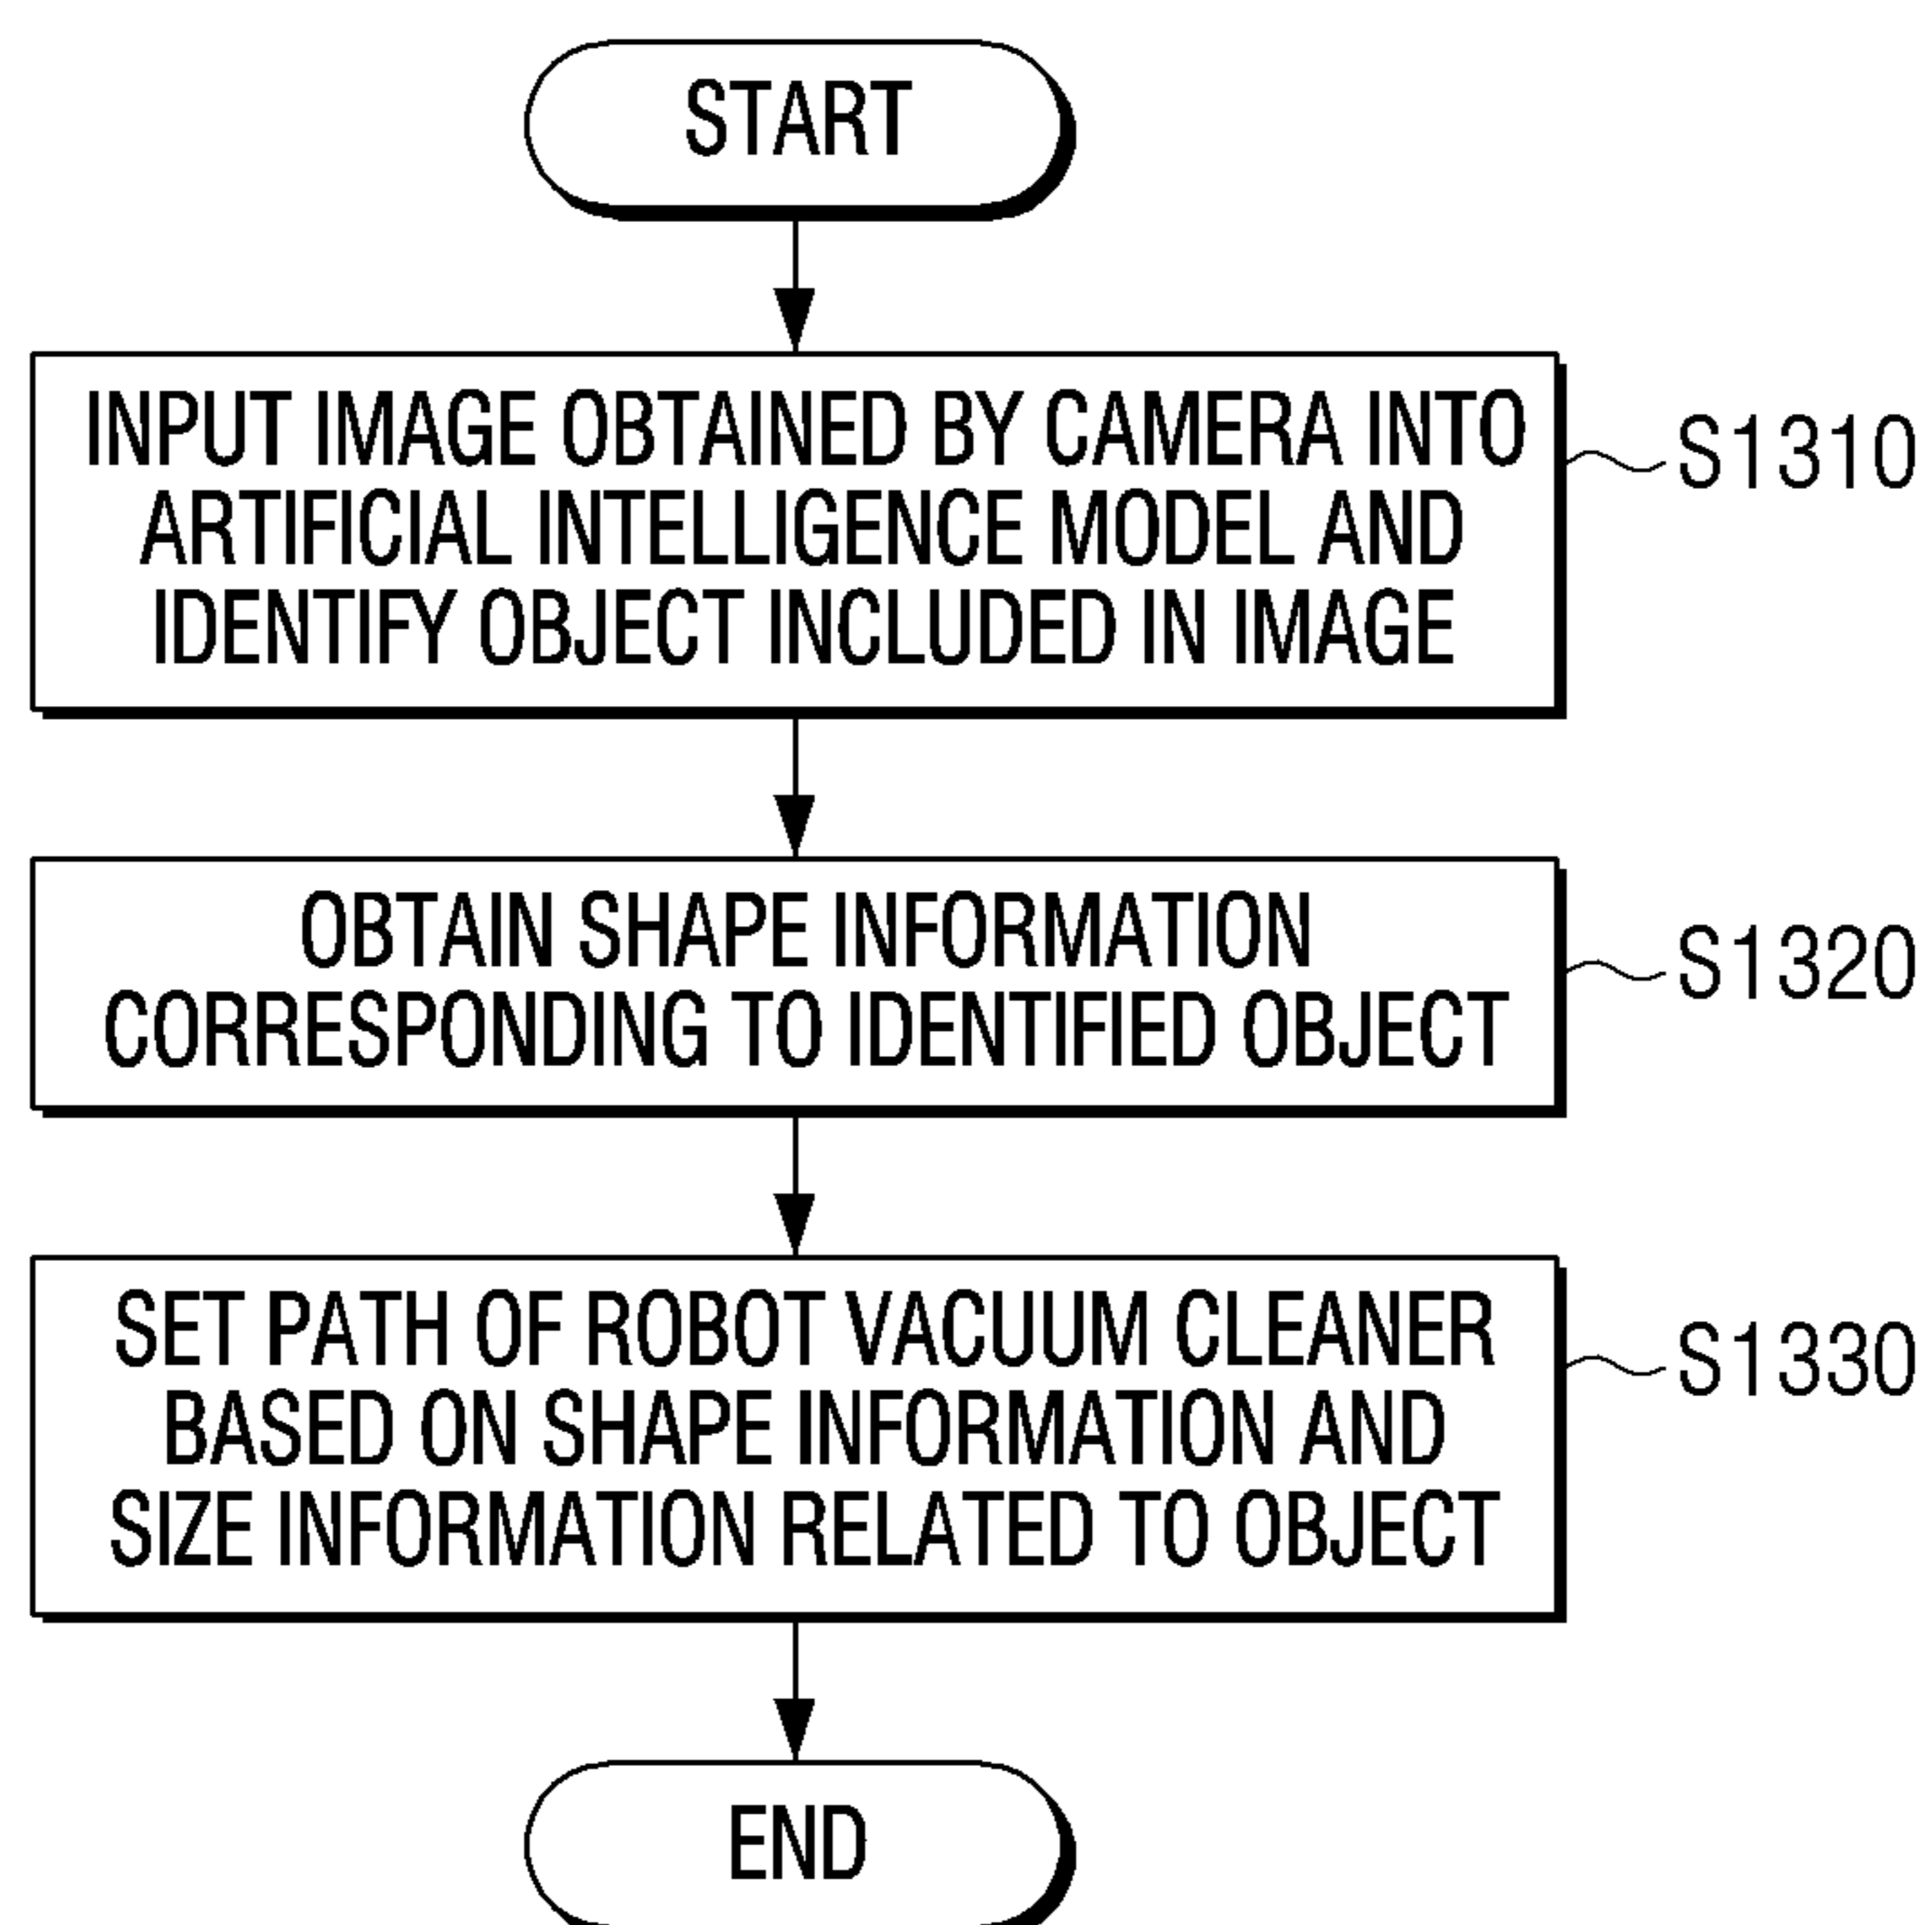 START
INPUT IMAGE OBTAINED BY CAMERA INTO
ARTIFICIAL INTELLIGENCE MODEL AND
IDENTIFY OBJECT INCLUDED IN IMAGE
S1310
OBTAIN SHAPE INFORMATION
CORRESPONDING TO IDENTIFIED OBJECT
S1320
SET PATH OF ROBOT VACUUM CLEANER
BASED ON SHAPE INFORMATION AND
SIZE INFORMATION RELATED TO OBJECT
S1330
END